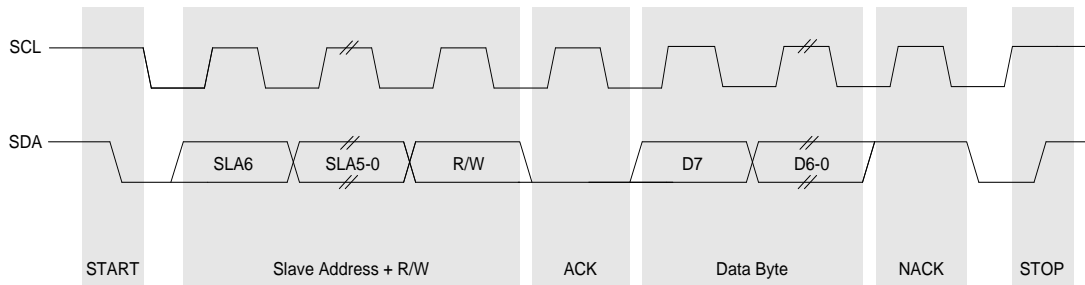 SCL
SDA
SLA6 SLA5-0 R/W D7 D6-0
START Slave Address + R/W ACK Data Byte NACK STOP